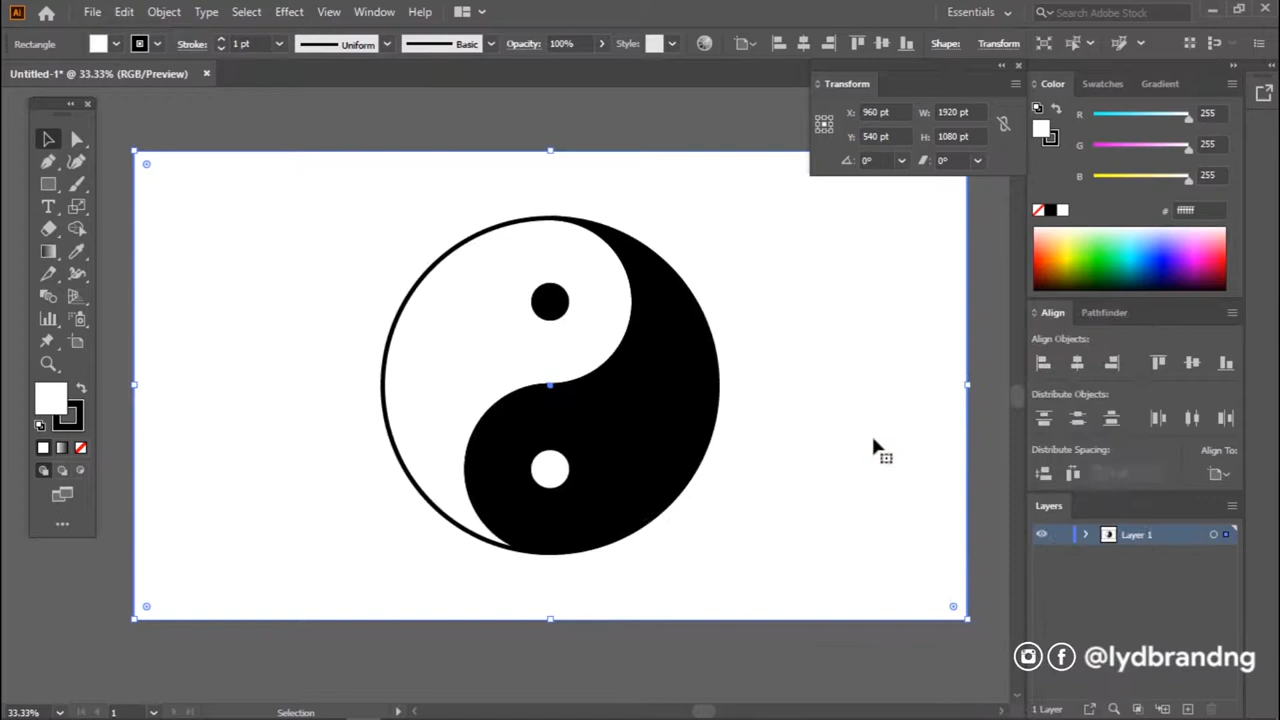 Ai File Edit Object Type Select Effect View Window Help Essentials Search Adobe Stock
Rectangle Stroke: 1 pt Uniform Basic Opacity: 100% Style: Shape: Transform
Untitled-1* @ 33.33% (RGB/Preview)
Transform
X: 960 pt W: 1920 pt
Y: 540 pt H: 1080 pt
0° 0°
Color Swatches Gradient
R 255
G 255
B 255
# ffffff
Align Pathfinder
Align Objects:
Distribute Objects:
Distribute Spacing: Align To:
Layers
Layer 1
@lydbrandng
33.33% 1 Selection 1 Layer